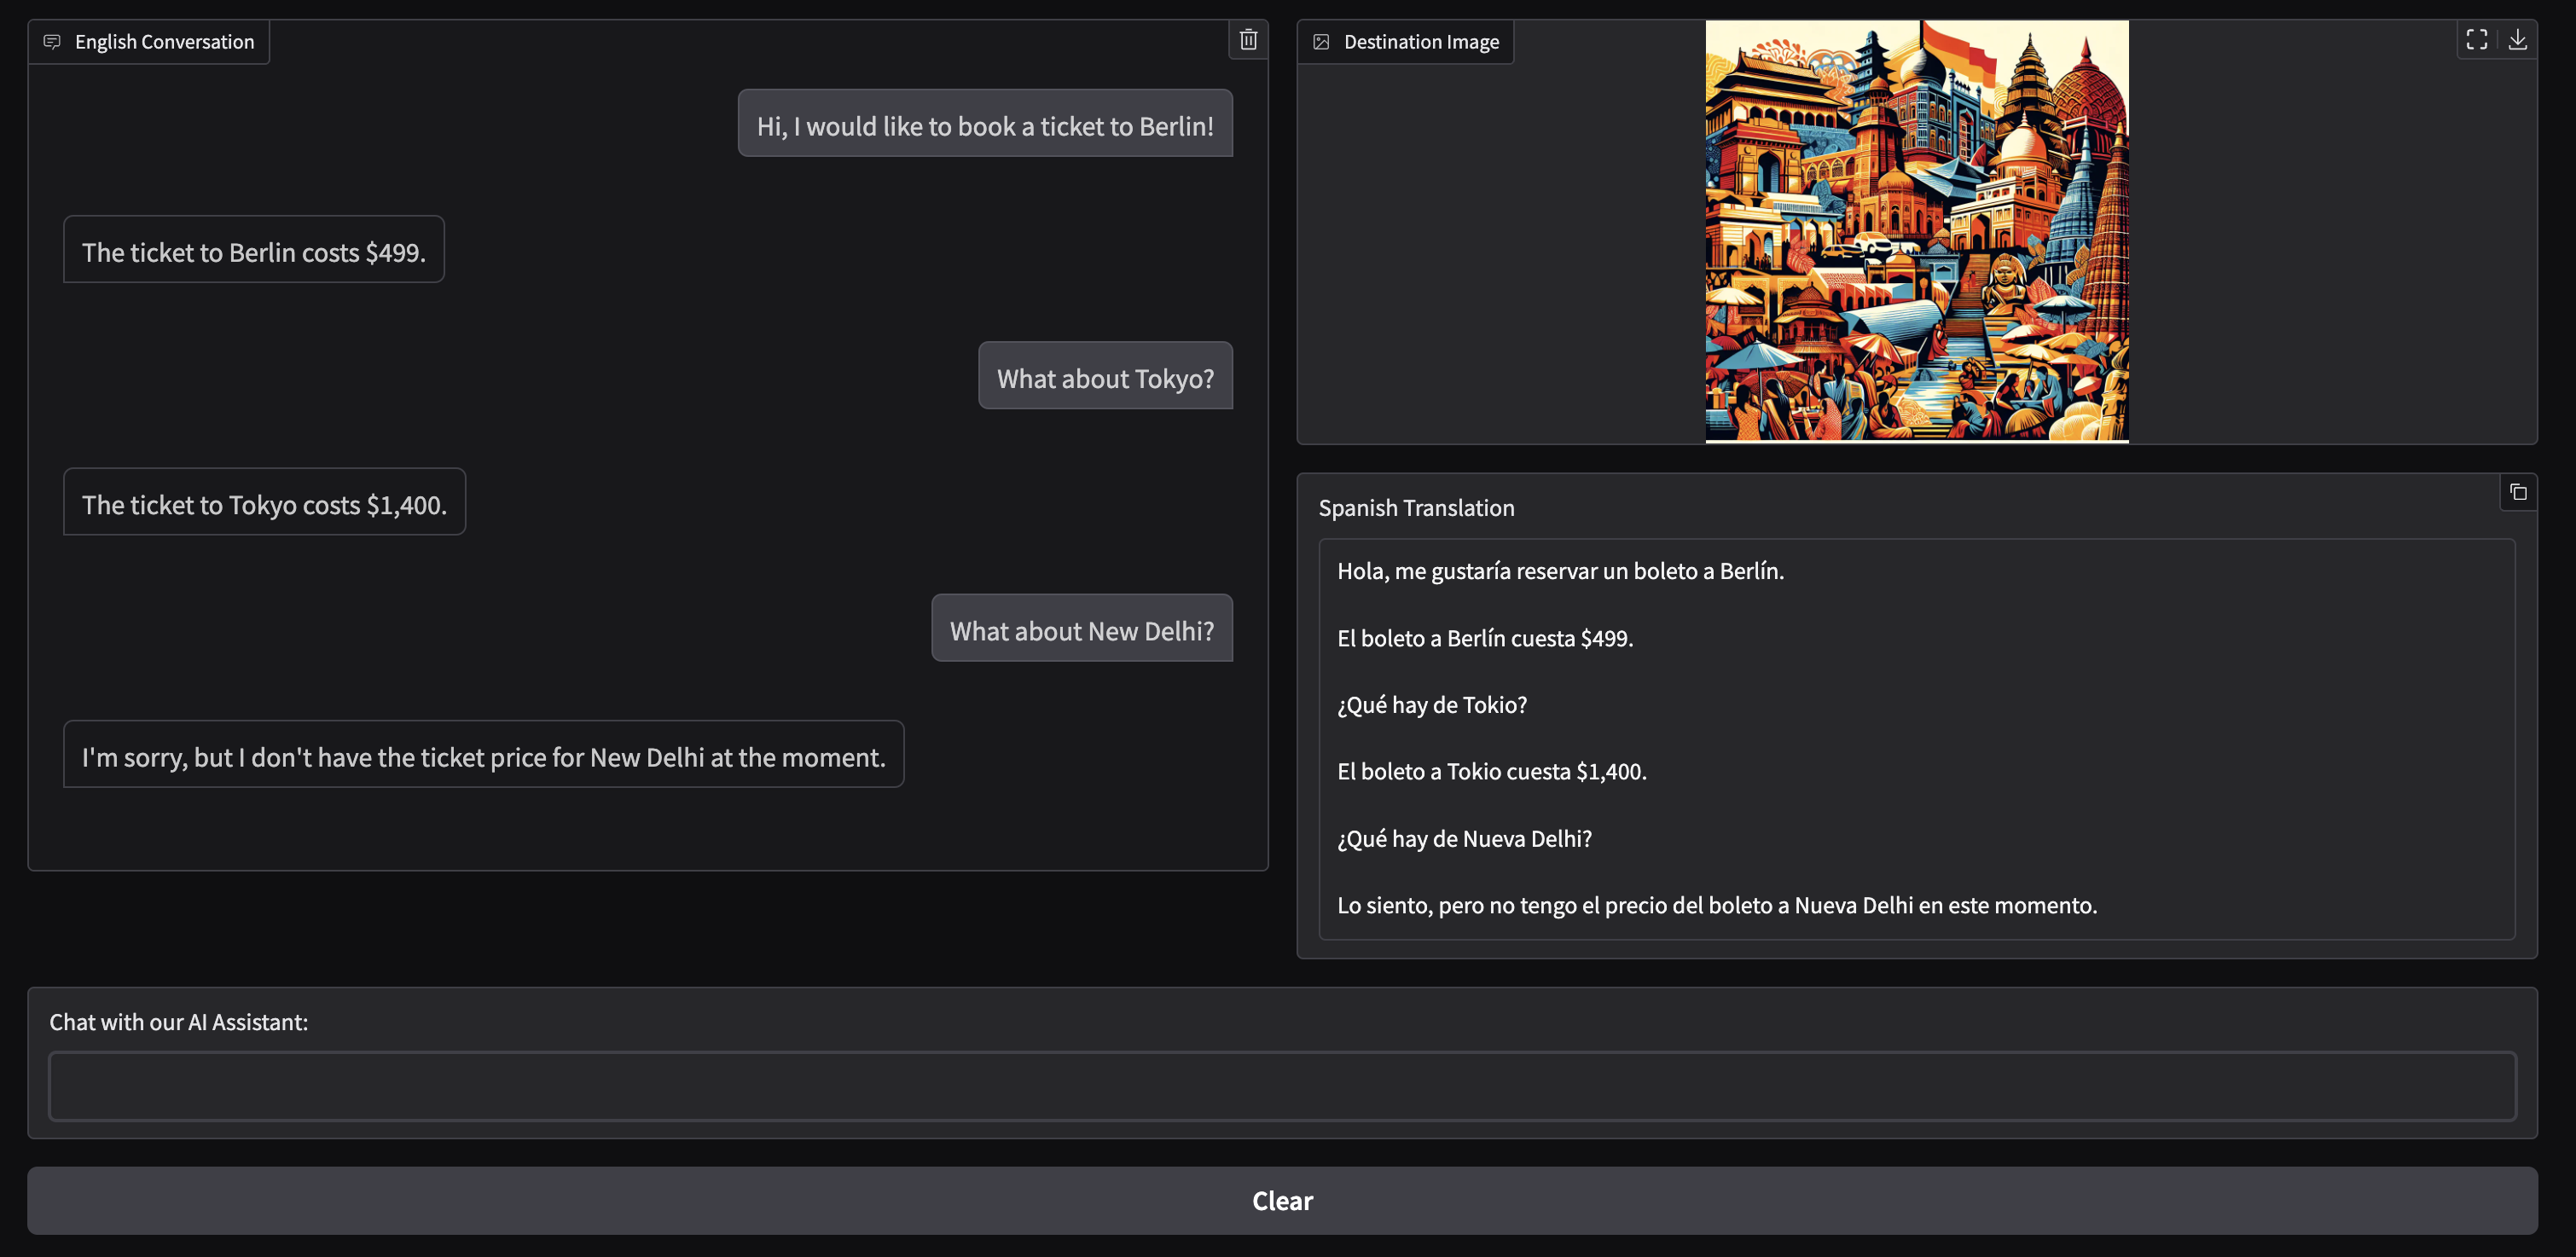 English Conversation
Hi, I would like to book a ticket to Berlin!
The ticket to Berlin costs $499.
What about Tokyo?
The ticket to Tokyo costs $1,400.
What about New Delhi?
I'm sorry, but I don't have the ticket price for New Delhi at the moment.
Destination Image
Spanish Translation
Hola, me gustaría reservar un boleto a Berlín.
El boleto a Berlín cuesta $499.
¿Qué hay de Tokio?
El boleto a Tokio cuesta $1,400.
¿Qué hay de Nueva Delhi?
Lo siento, pero no tengo el precio del boleto a Nueva Delhi en este momento.
Chat with our AI Assistant:
Clear